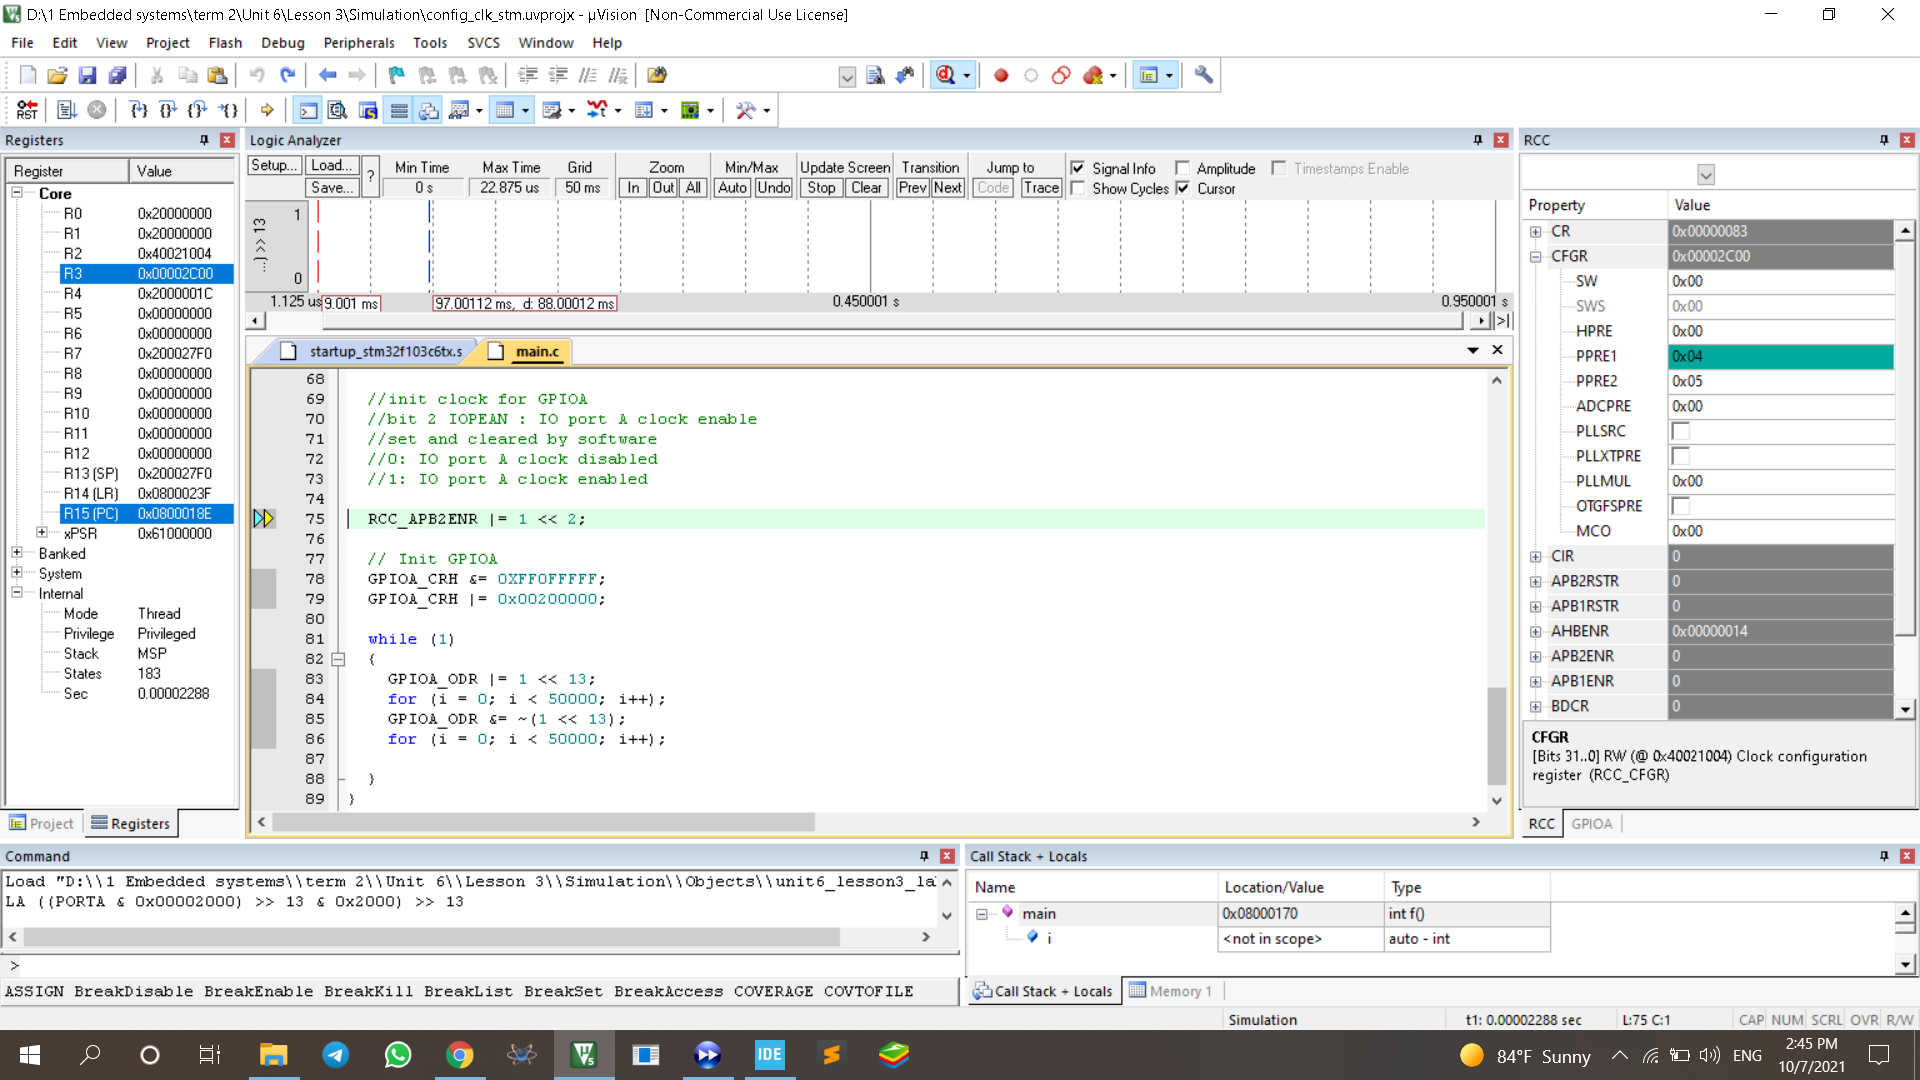 D:\1 Embedded systems\term 2\Unit 6\Lesson 3\Simulation\config_clk_stm.uvprojx - µVision [Non-Commercial Use License]
File Edit View Project Flash Debug Peripherals Tools SVCS Window Help
RST
Registers
Register Value
Core
R0 0x20000000
R1 0x20000000
R2 0x40021004
R3 0x00002C00
R4 0x2000001C
R5 0x00000000
R6 0x00000000
R7 0x200027F0
R8 0x00000000
R9 0x00000000
R10 0x00000000
R11 0x00000000
R12 0x00000000
R13 (SP) 0x200027F0
R14 (LR) 0x0800023F
R15 (PC) 0x0800018E
xPSR 0x61000000
Banked
System
Internal
Mode Thread
Privilege Privileged
Stack MSP
States 183
Sec 0.00002288
Project Registers
Logic Analyzer
Setup... Load... Save... ?
Min Time Max Time Grid Zoom Min/Max Update Screen Transition Jump to Signal Info Amplitude Timestamps Enable
0 s 22.875 us 50 ms In Out All Auto Undo Stop Clear Prev Next Code Trace Show Cycles Cursor
...) >> 13
1
0
1.125 us 9.001 ms 97.00112 ms, d: 88.00012 ms 0.450001 s 0.950001 s
startup_stm32f103c6tx.s main.c
68
69 //init clock for GPIOA
70 //bit 2 IOPEAN : IO port A clock enable
71 //set and cleared by software
72 //0: IO port A clock disabled
73 //1: IO port A clock enabled
74
75 RCC_APB2ENR |= 1 << 2;
76
77 // Init GPIOA
78 GPIOA_CRH &= 0XFF0FFFFF;
79 GPIOA_CRH |= 0x00200000;
80
81 while (1)
82 {
83 GPIOA_ODR |= 1 << 13;
84 for (i = 0; i < 50000; i++);
85 GPIOA_ODR &= ~(1 << 13);
86 for (i = 0; i < 50000; i++);
87
88 }
89 }
RCC
Property Value
CR 0x00000083
CFGR 0x00002C00
SW 0x00
SWS 0x00
HPRE 0x00
PPRE1 0x04
PPRE2 0x05
ADCPRE 0x00
PLLSRC
PLLXTPRE
PLLMUL 0x00
OTGFSPRE
MCO 0x00
CIR 0
APB2RSTR 0
APB1RSTR 0
AHBENR 0x00000014
APB2ENR 0
APB1ENR 0
BDCR 0
CFGR
[Bits 31..0] RW (@ 0x40021004) Clock configuration
register (RCC_CFGR)
RCC GPIOA
Command
Load "D:\\1 Embedded systems\\term 2\\Unit 6\\Lesson 3\\Simulation\\Objects\\unit6_lesson3_la
LA ((PORTA & 0x00002000) >> 13 & 0x2000) >> 13
>
ASSIGN BreakDisable BreakEnable BreakKill BreakList BreakSet BreakAccess COVERAGE COVTOFILE
Call Stack + Locals
Name Location/Value Type
main 0x08000170 int f()
i <not in scope> auto - int
Call Stack + Locals Memory 1
Simulation t1: 0.00002288 sec L:75 C:1 CAP NUM SCRL OVR R/W
IDE
84°F Sunny ENG 2:45 PM
10/7/2021